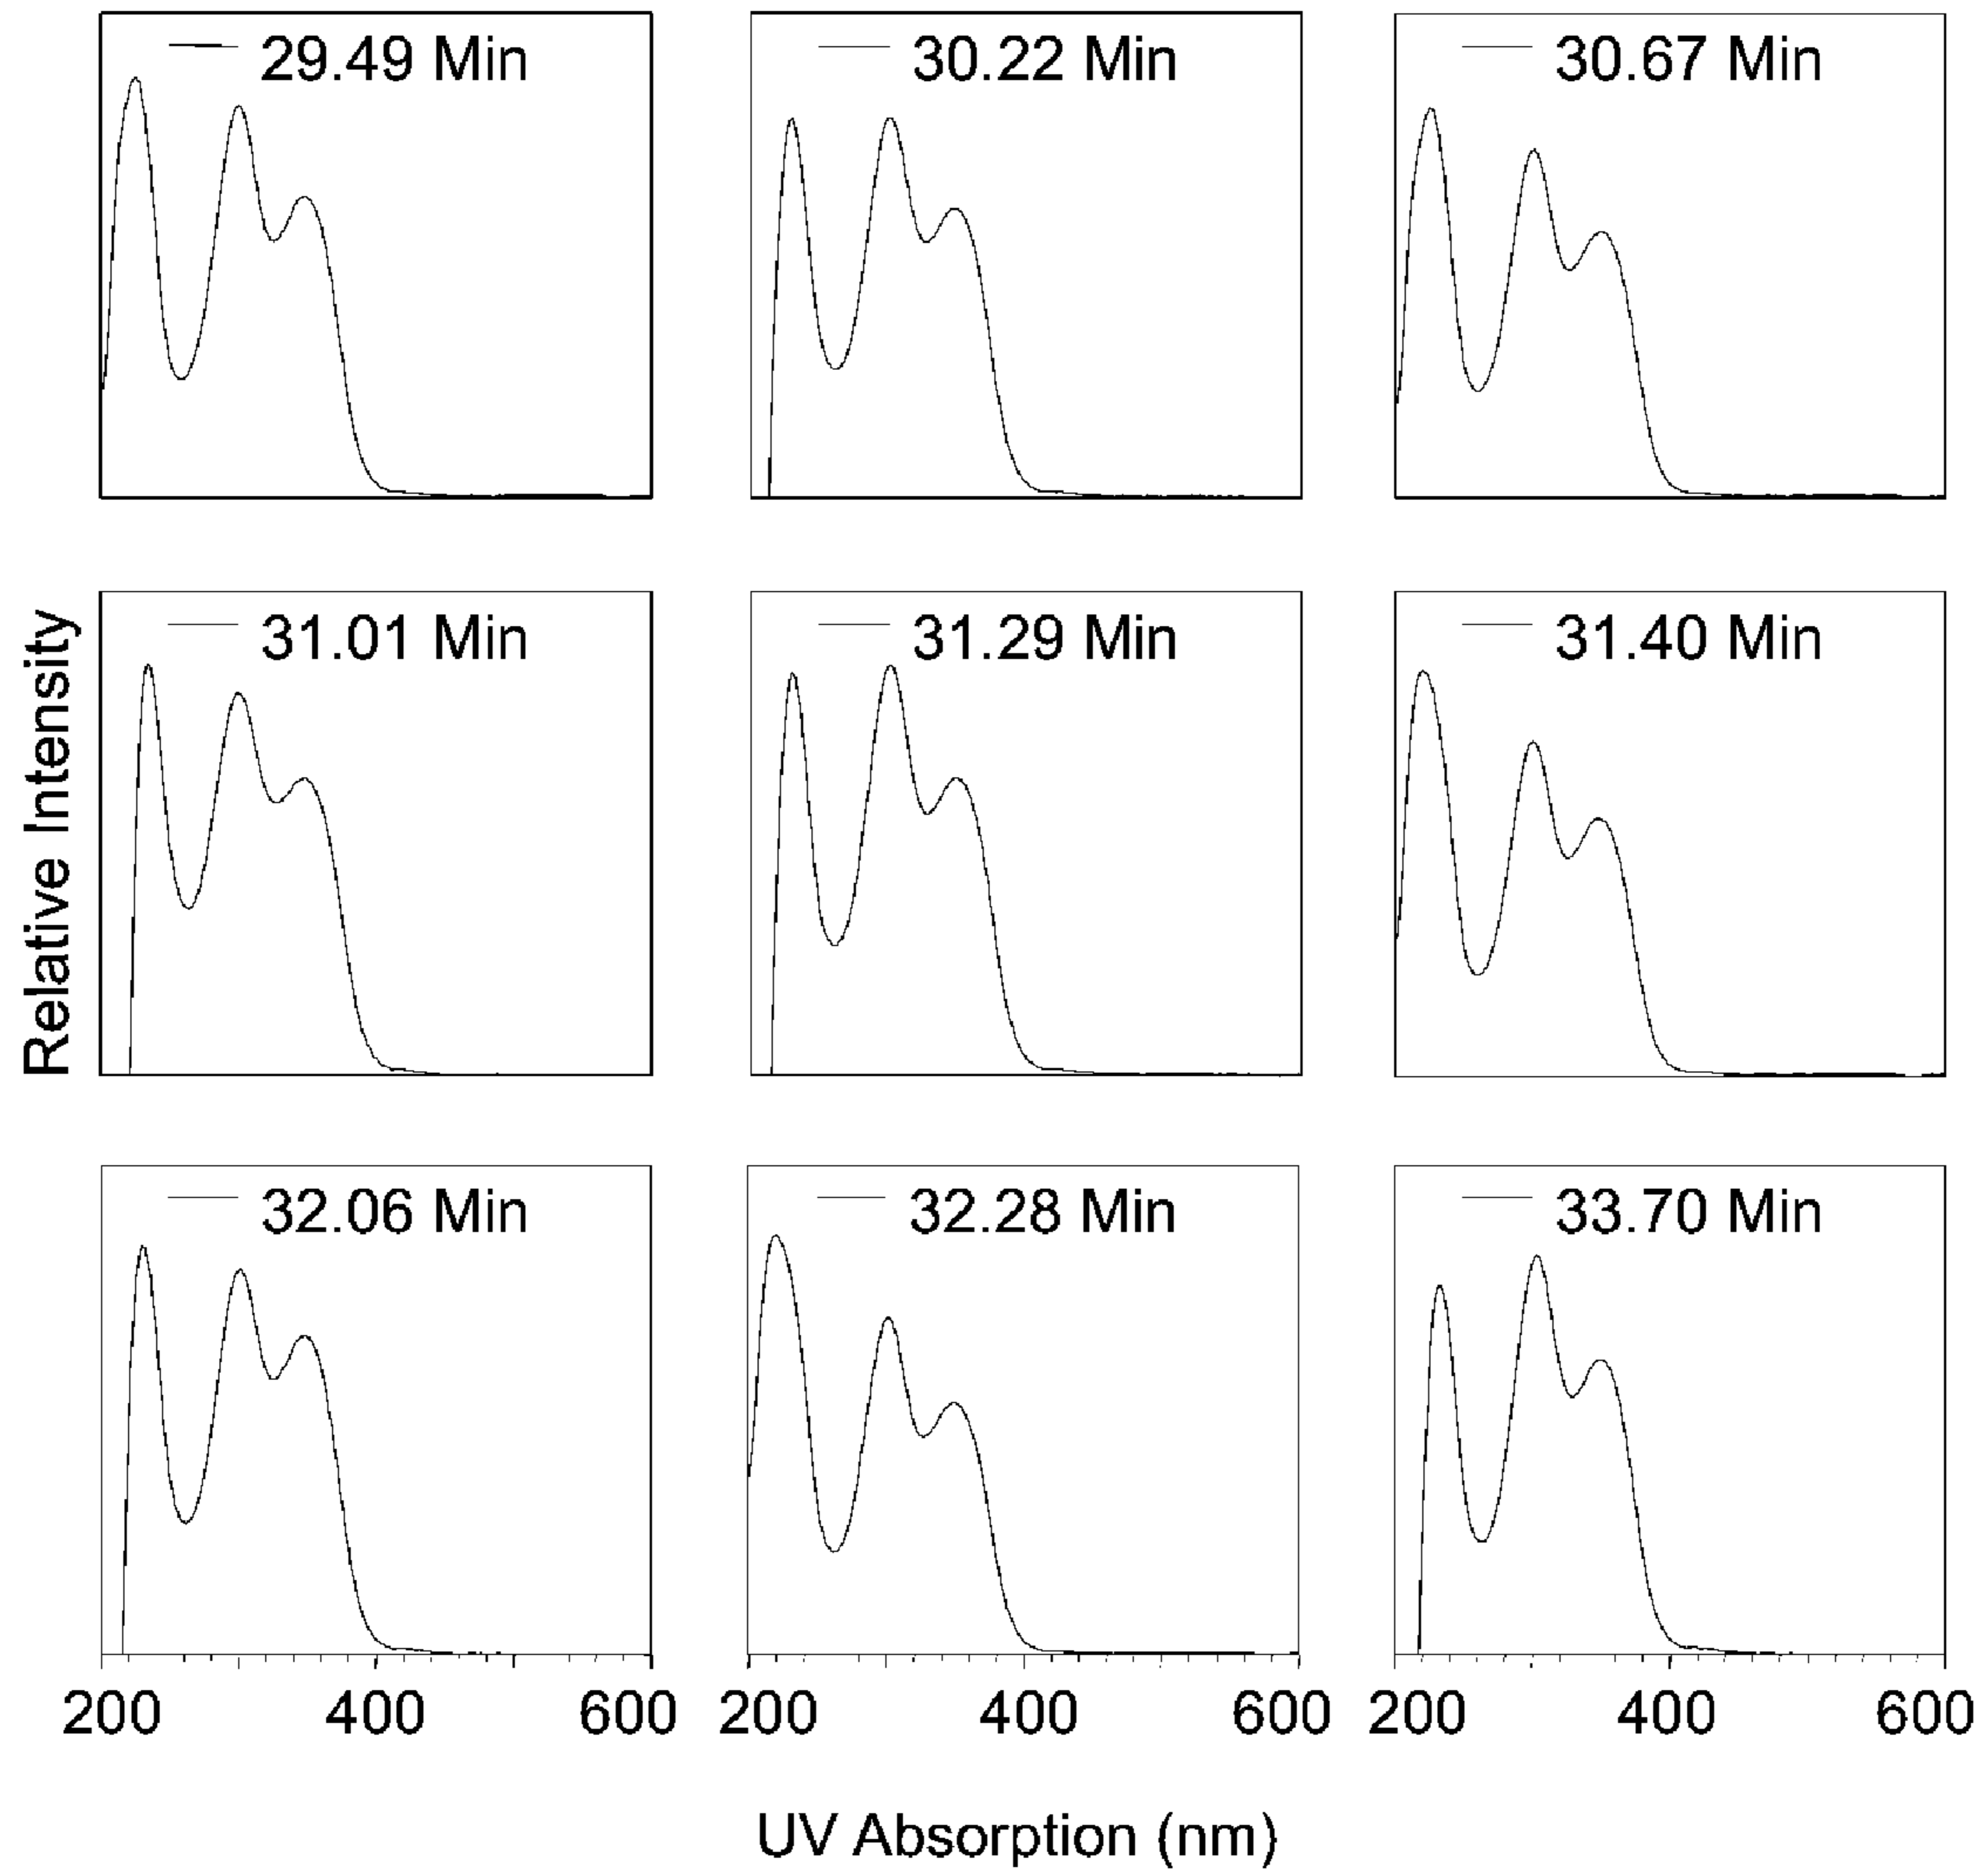 29.49 Min
30.22 Min
30.67 Min
31.01 Min
31.29 Min
31.40 Min
Relative Intensity
32.06 Min
32.28 Min
33.70 Min
200 400 600 200 400 600 200 400 600
UV Absorption (nm)